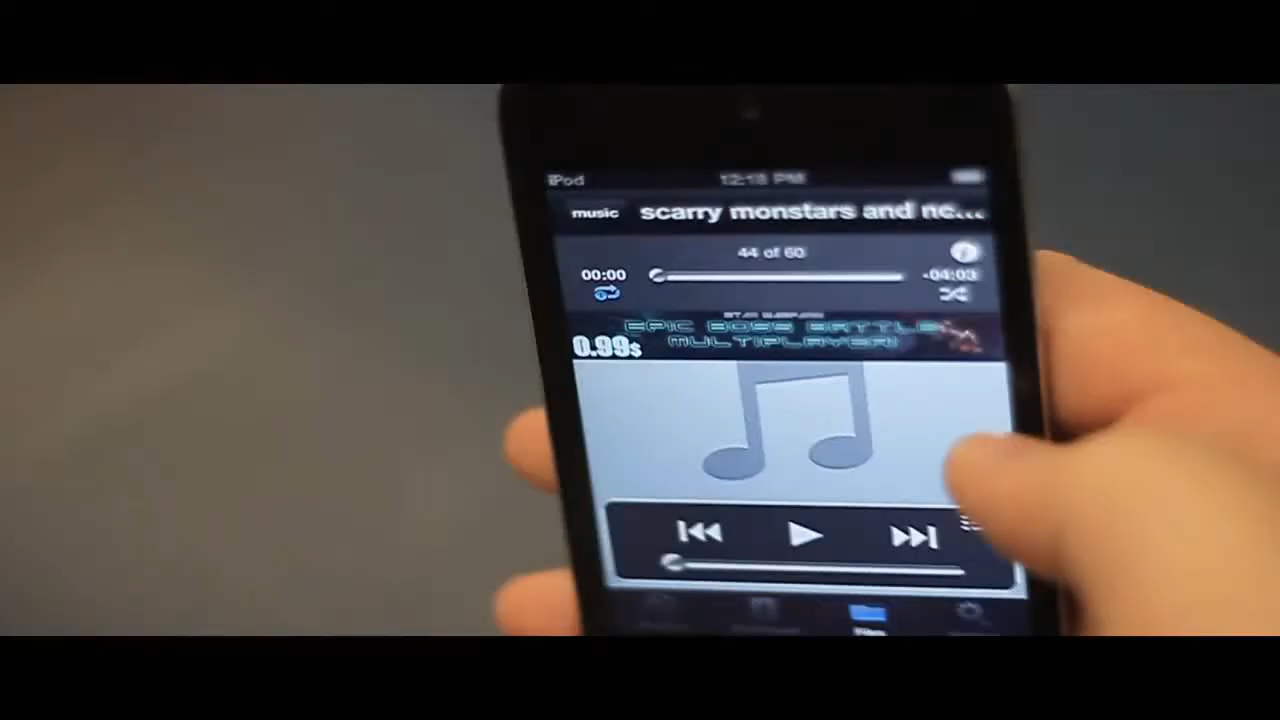 iPod 12:18 PM
music scarry monstars and nc...
44 of 60
00:00 -04:03
EPIC BOSS BATTLE
0.99$ MULTIPLAYER!
Files